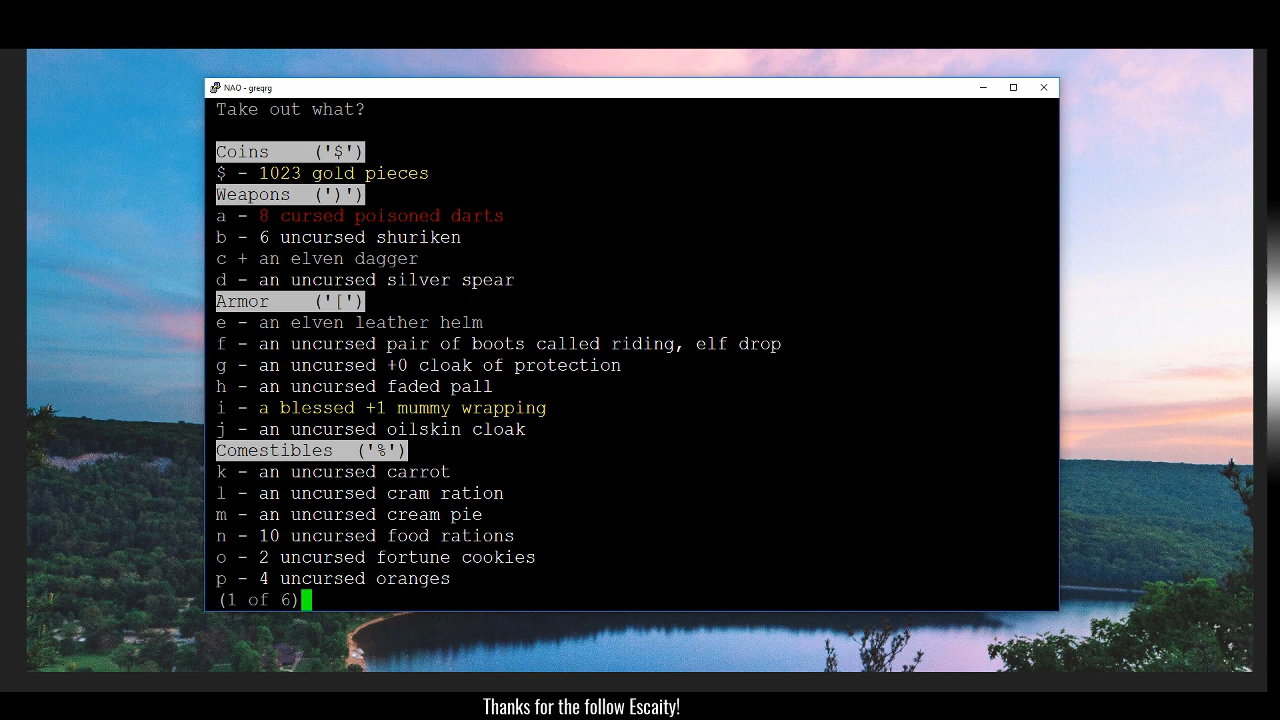 NAO - greqrg
Take out what?
Coins    ('$')
$ - 1023 gold pieces
Weapons  (')')
a - 8 cursed poisoned darts
b - 6 uncursed shuriken
c + an elven dagger
d - an uncursed silver spear
Armor    ('[')
e - an elven leather helm
f - an uncursed pair of boots called riding, elf drop
g - an uncursed +0 cloak of protection
h - an uncursed faded pall
i - a blessed +1 mummy wrapping
j - an uncursed oilskin cloak
Comestibles  ('%')
k - an uncursed carrot
l - an uncursed cram ration
m - an uncursed cream pie
n - 10 uncursed food rations
o - 2 uncursed fortune cookies
p - 4 uncursed oranges
(1 of 6)
Thanks for the follow Escaity!